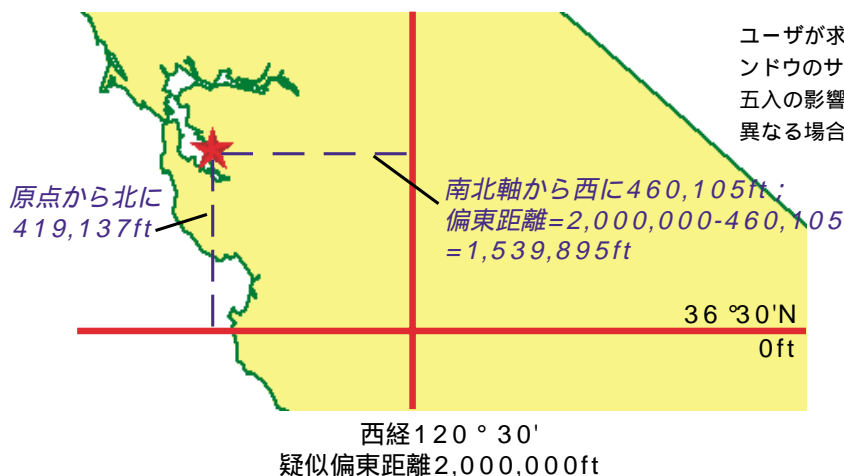 ユーザが求
ンドウのサ
五入の影響
異なる場合
原点から北に
419,137ft
南北軸から西に460,105ft;
偏東距離=2,000,000-460,105
=1,539,895ft
36°30'N
0ft
西経120°30'
疑似偏東距離2,000,000ft